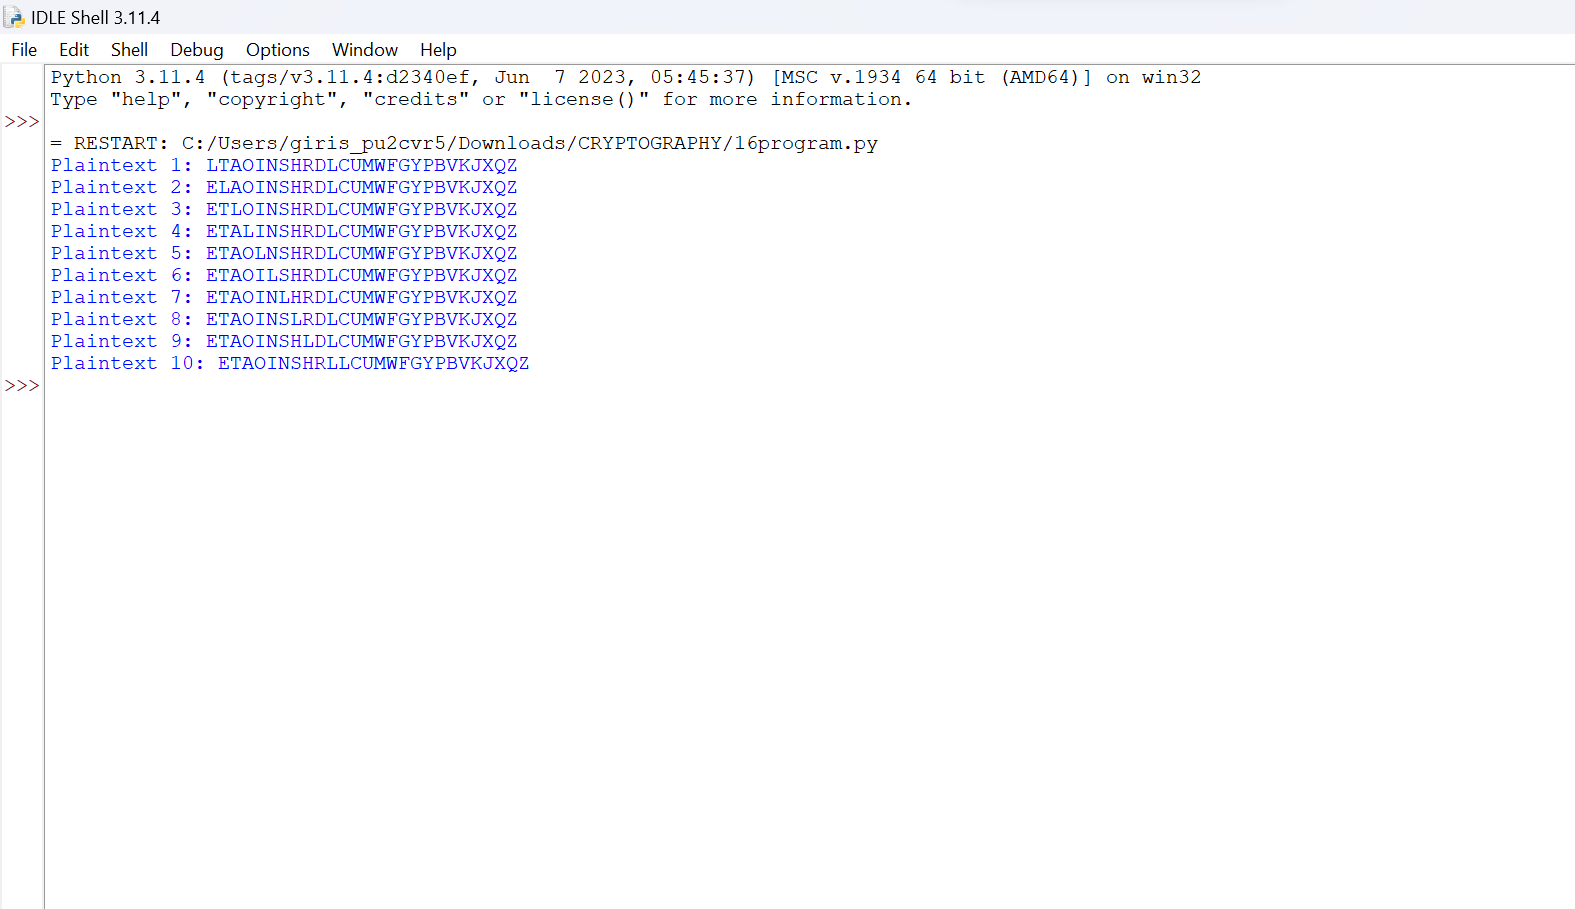 IDLE Shell 3.11.4
File Edit Shell Debug Options Window Help
Python 3.11.4 (tags/v3.11.4:d2340ef, Jun  7 2023, 05:45:37) [MSC v.1934 64 bit (AMD64)] on win32
Type "help", "copyright", "credits" or "license()" for more information.
>>>
= RESTART: C:/Users/giris_pu2cvr5/Downloads/CRYPTOGRAPHY/16program.py
Plaintext 1: LTAOINSHRDLCUMWFGYPBVKJXQZ
Plaintext 2: ELAOINSHRDLCUMWFGYPBVKJXQZ
Plaintext 3: ETLOINSHRDLCUMWFGYPBVKJXQZ
Plaintext 4: ETALINSHRDLCUMWFGYPBVKJXQZ
Plaintext 5: ETAOLNSHRDLCUMWFGYPBVKJXQZ
Plaintext 6: ETAOILSHRDLCUMWFGYPBVKJXQZ
Plaintext 7: ETAOINLHRDLCUMWFGYPBVKJXQZ
Plaintext 8: ETAOINSLRDLCUMWFGYPBVKJXQZ
Plaintext 9: ETAOINSHLDLCUMWFGYPBVKJXQZ
Plaintext 10: ETAOINSHRLLCUMWFGYPBVKJXQZ
>>>